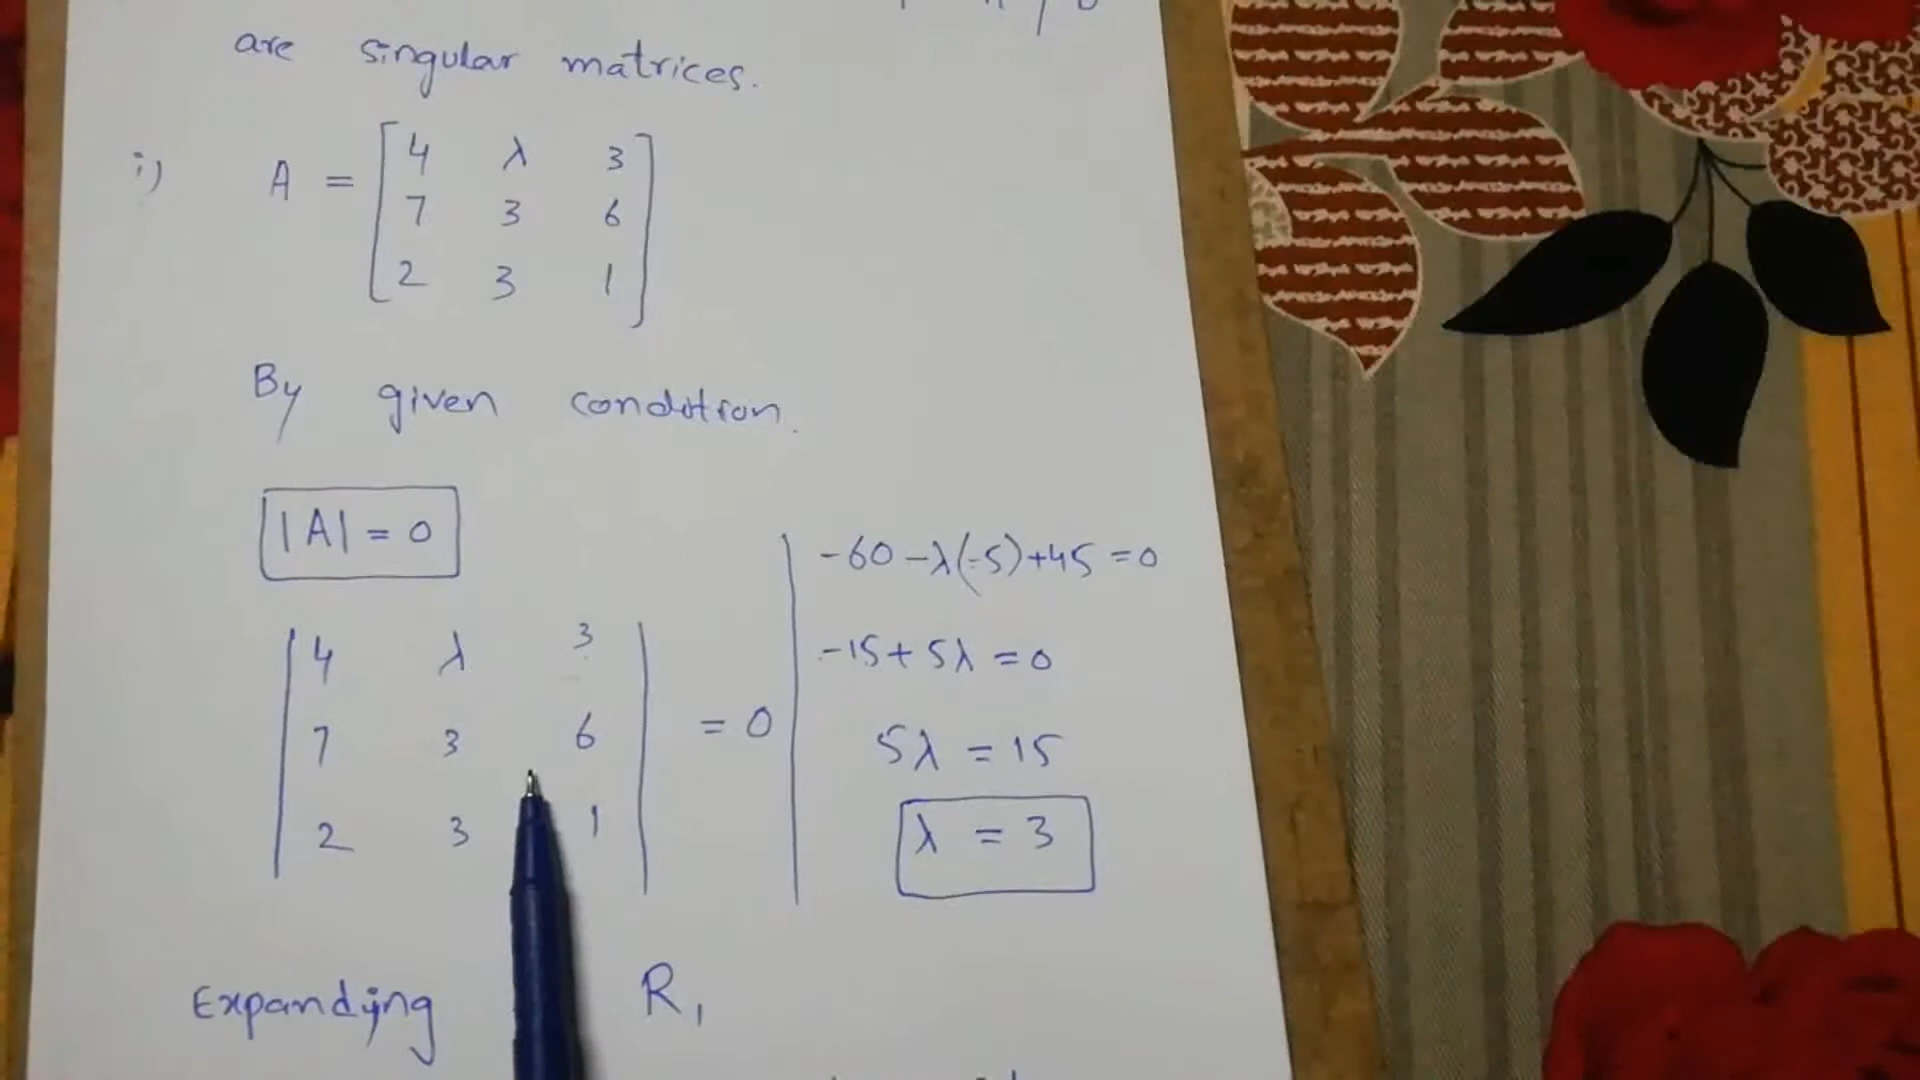 are singular matrices.
i) A = [4 λ 3
7 3 6
2 3 1]
By given condition.
|A| = 0
|4 λ 3
7 3 6
2 3 1| = 0
Expanding R1
-60 -λ(-5)+45 = 0
-15 + 5λ = 0
5λ = 15
λ = 3